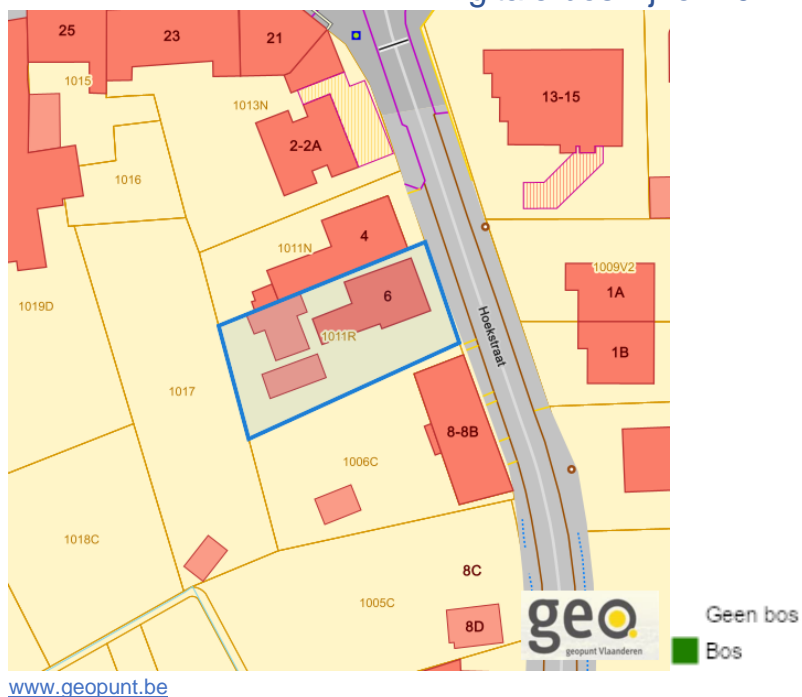 25
23
21
13-15
1015
1013N
2-2A
1016
4
1011N
1009V2
6
1A
1019D
Hoekstraat
1011R
1B
1017
8-8B
1006C
1018C
8C
1005C
8D
geo
geopunt Vlaanderen
Geen bos
Bos
www.geopunt.be